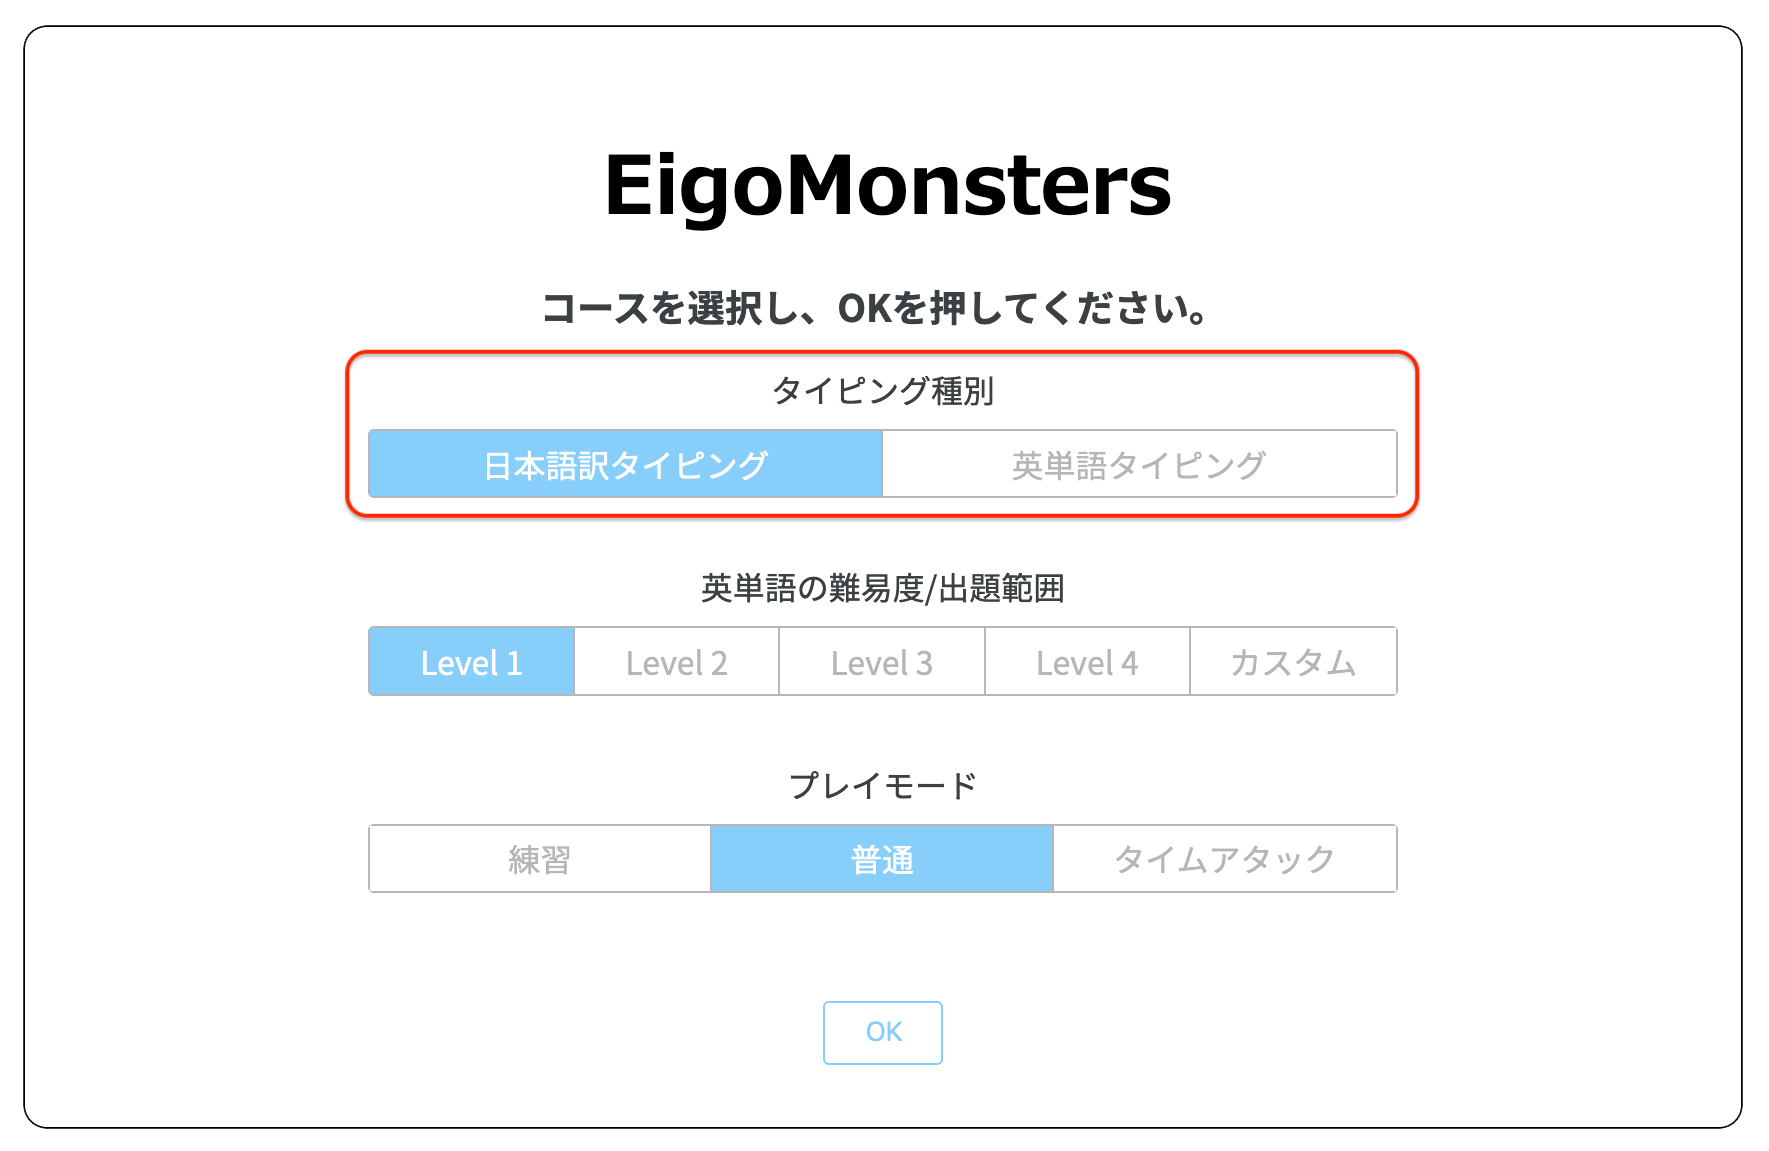 EigoMonsters
コースを選択し、OKを押してください。
タイピング種別
日本語訳タイピング 英単語タイピング
英単語の難易度/出題範囲
Level 1 Level 2 Level 3 Level 4 カスタム
プレイモード
練習 普通 タイムアタック
OK